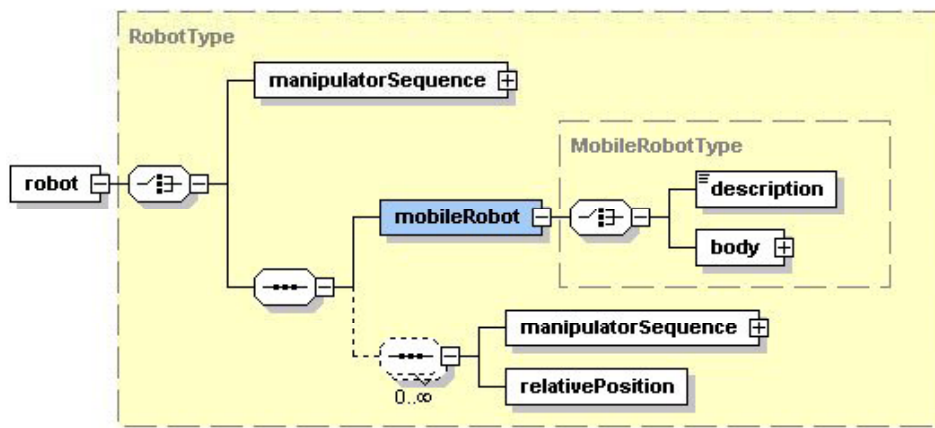 RobotType
manipulatorSequence
MobileRobotType
robot
description
mobileRobot
body
manipulatorSequence
0..∞
relativePosition